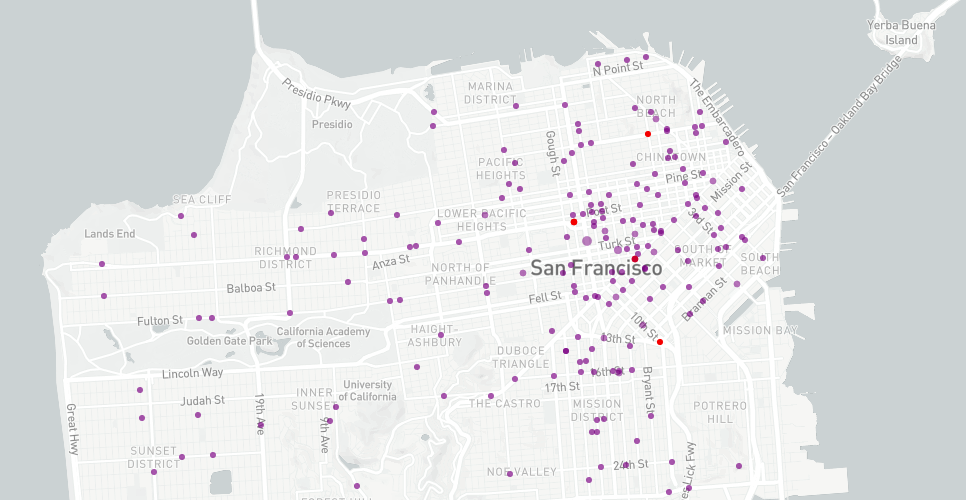 Yerba Buena
Island
San Francisco – Oakland Bay Bridge
N Point St
The Embarcadero
MARINA
DISTRICT
Presidio Pkwy
NORTH
BEACH
Presidio
Gough St
CHINATOWN
PACIFIC
HEIGHTS
Pine St
Mission St
SEA CLIFF
PRESIDIO
TERRACE
Post St
LOWER PACIFIC
HEIGHTS
3rd St
Lands End
Turk St
RICHMOND
DISTRICT
Anza St
SOUTH OF
MARKET
SOUTH
BEACH
San Francisco
NORTH OF
PANHANDLE
Balboa St
Fell St
Brannan St
Fulton St
10th St
California Academy
of Sciences
HAIGHT-
ASHBURY
MISSION BAY
Golden Gate Park
13th St
DUBOCE
TRIANGLE
Lincoln Way
16th St
University
of California
17th St
Bryant St
INNER
SUNSET
Judah St
THE CASTRO
MISSION
DISTRICT
POTRERO
HILL
Great Hwy
19th Ave
9th Ave
SUNSET
DISTRICT
24th St
NOE VALLEY
es Lick Fwy
FOREST HILL